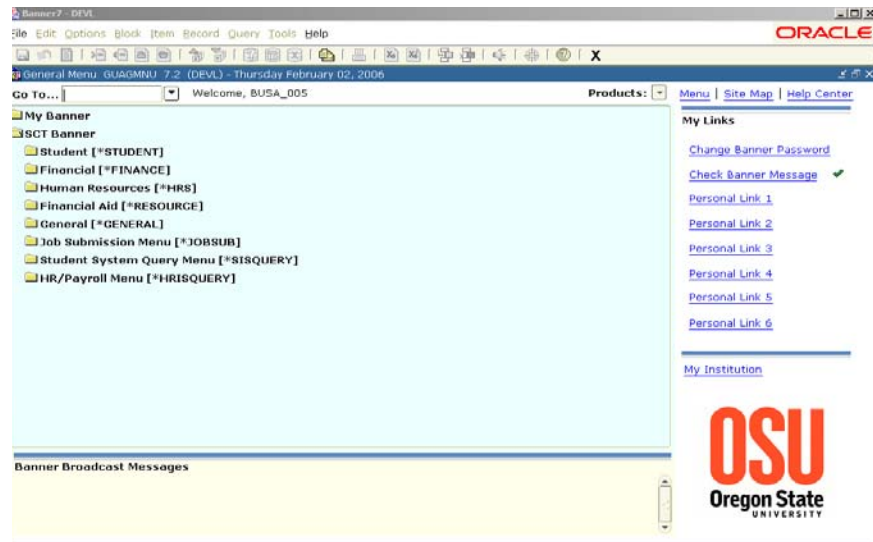 Banner7 - DEVL
File Edit Options Block Item Record Query Tools Help
ORACLE
General Menu GUAGMNU 7.2 (DEVL) - Thursday February 02, 2006
Go To... Welcome, BUSA_005 Products: Menu | Site Map | Help Center
My Banner
SCT Banner
Student [*STUDENT]
Financial [*FINANCE]
Human Resources [*HRS]
Financial Aid [*RESOURCE]
General [*GENERAL]
Job Submission Menu [*JOBSUB]
Student System Query Menu [*SISQUERY]
HR/Payroll Menu [*HRISQUERY]
My Links
Change Banner Password
Check Banner Message
Personal Link 1
Personal Link 2
Personal Link 3
Personal Link 4
Personal Link 5
Personal Link 6
My Institution
OSU
Oregon State
UNIVERSITY
Banner Broadcast Messages